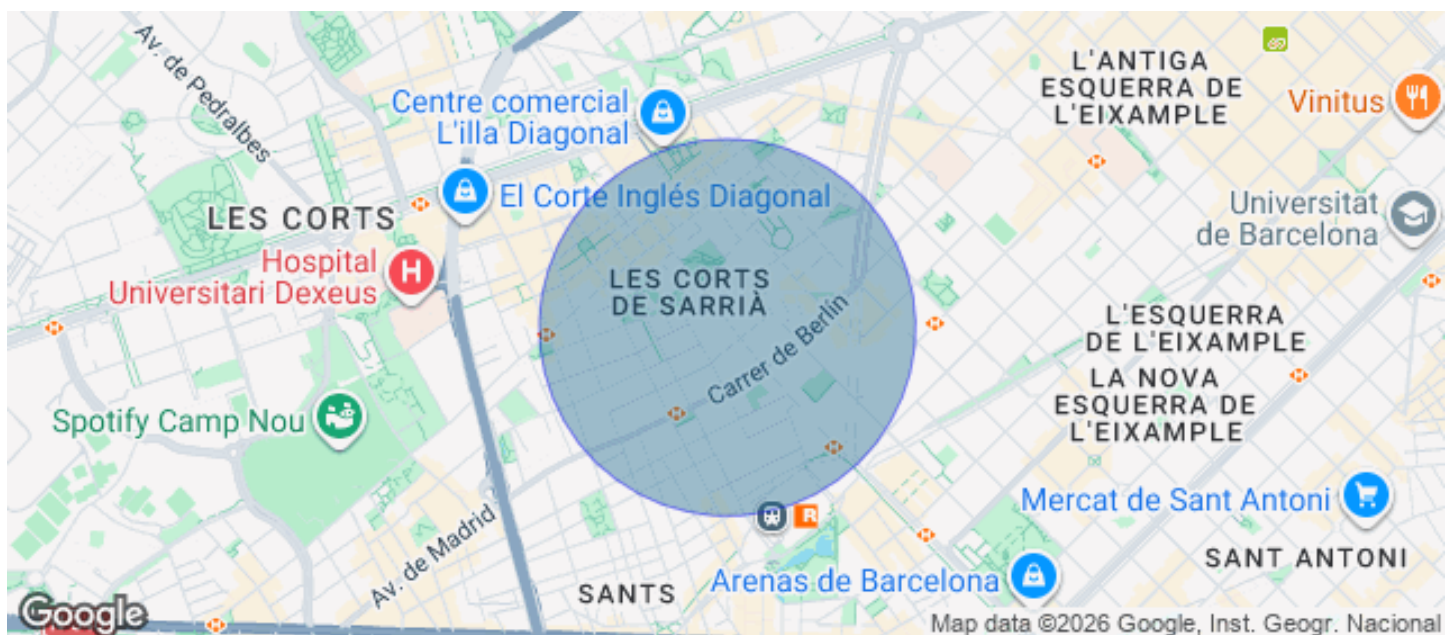 Av. de Pedralbes
Centre comercial
L'illa Diagonal
L'ANTIGA
ESQUERRA DE
L'EIXAMPLE
Vinitus
El Corte Inglés Diagonal
LES CORTS
Universitat
de Barcelona
Hospital
Universitari Dexeus
H
LES CORTS
DE SARRIÀ
Carrer de Berlín
L'ESQUERRA
DE L'EIXAMPLE
LA NOVA
ESQUERRA DE
L'EIXAMPLE
Spotify Camp Nou
Mercat de Sant Antoni
R
Av. de Madrid
SANT ANTONI
SANTS
Arenas de Barcelona
Google
Map data ©2026 Google, Inst. Geogr. Nacional